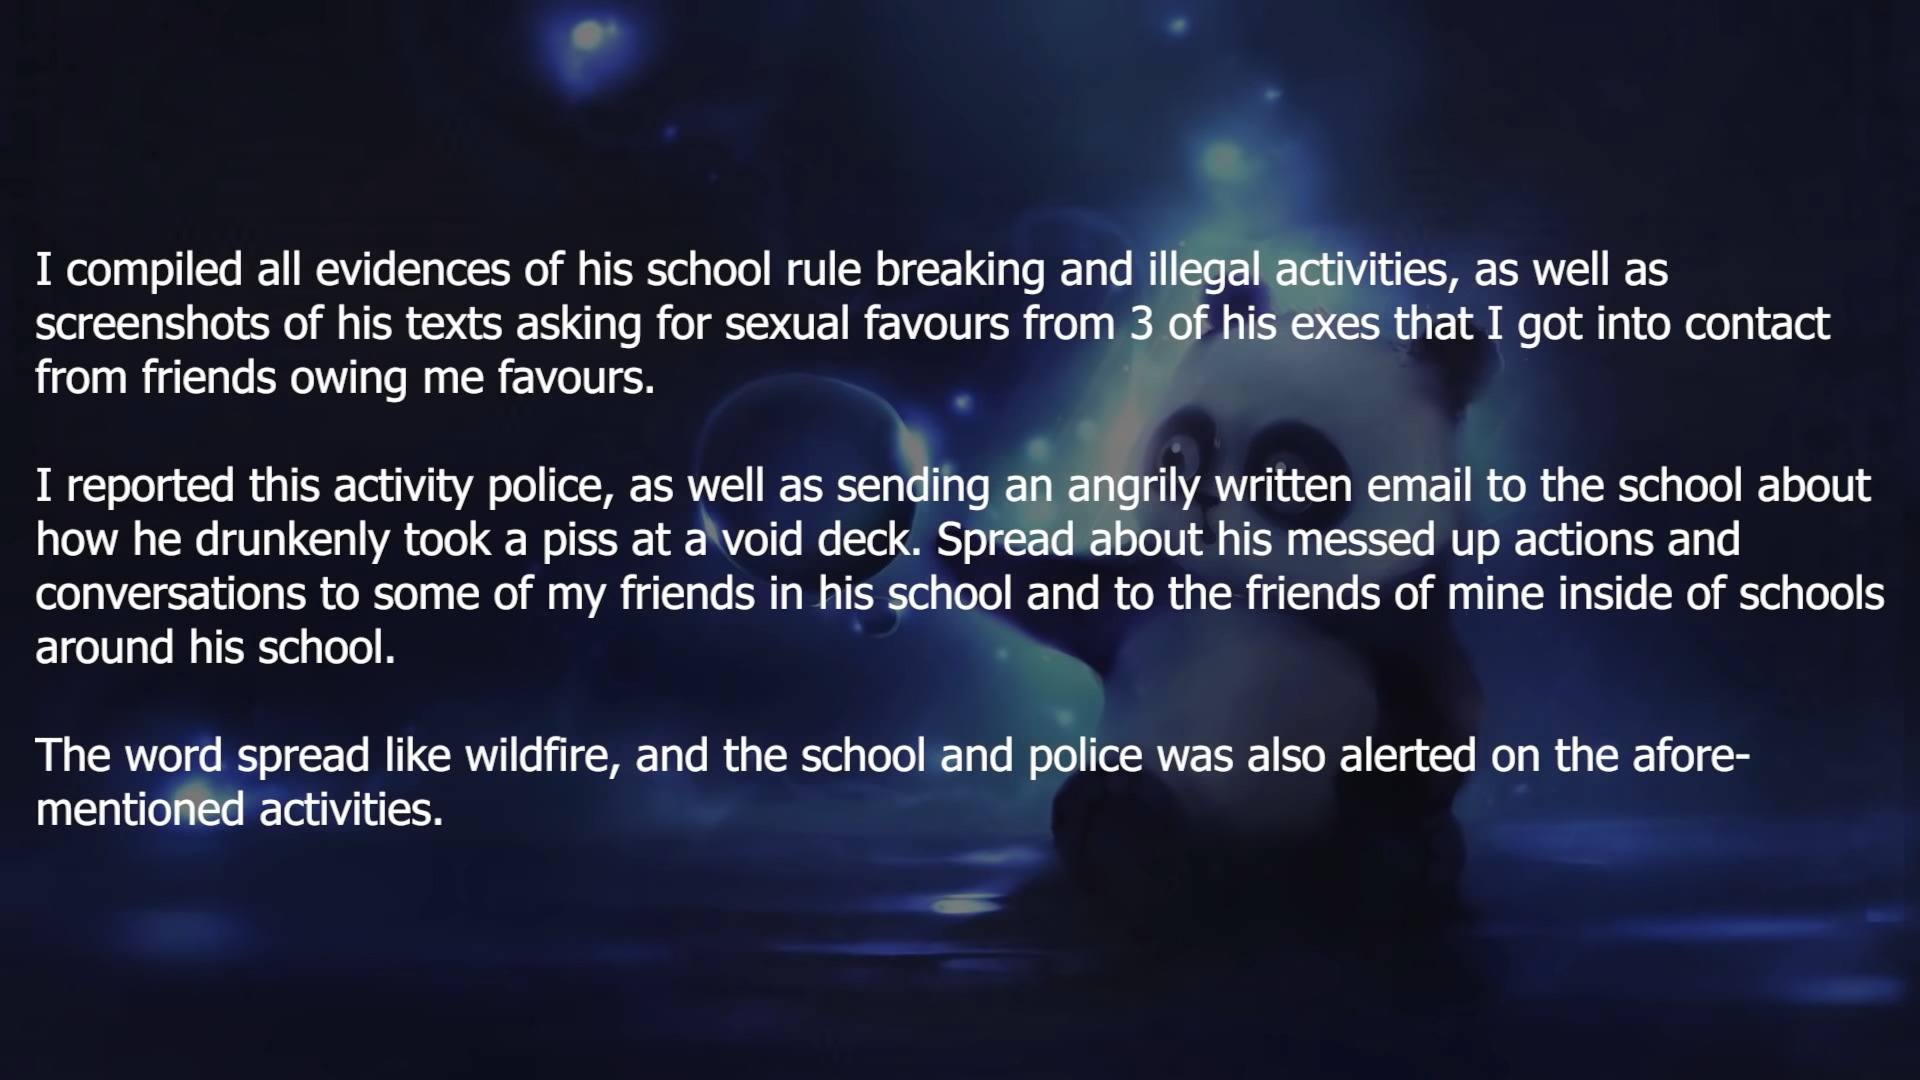 I compiled all evidences of his school rule breaking and illegal activities, as well as
screenshots of his texts asking for sexual favours from 3 of his exes that I got into contact
from friends owing me favours.
I reported this activity police, as well as sending an angrily written email to the school about
how he drunkenly took a piss at a void deck. Spread about his messed up actions and
conversations to some of my friends in his school and to the friends of mine inside of schools
around his school.
The word spread like wildfire, and the school and police was also alerted on the afore-
mentioned activities.